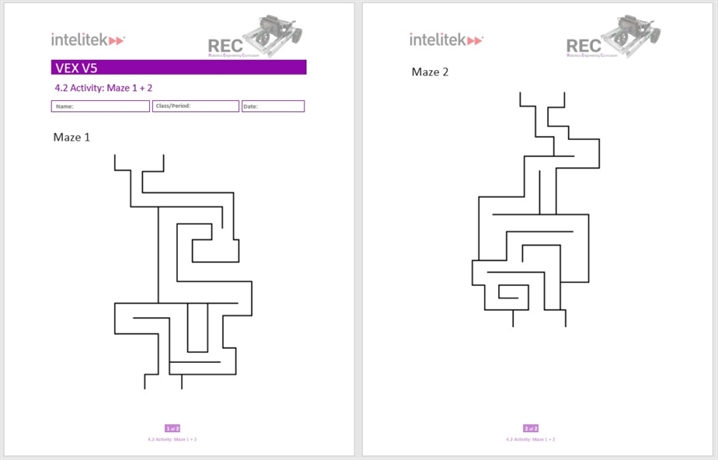 intelitek
REC
Robotics Engineering Curriculum
VEX V5
4.2 Activity: Maze 1 + 2
Name:
Class/Period:
Date:
Maze 1
1 of 2
4.2 Activity: Maze 1 + 2
intelitek
REC
Robotics Engineering Curriculum
Maze 2
2 of 2
4.2 Activity: Maze 1 + 2